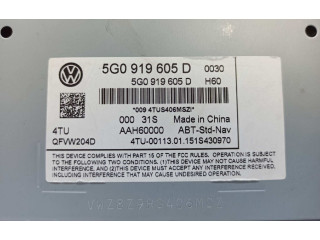 5G0 919 605 D 0030
5G0 919 605 D H60
*009 4TUS406MSZI*
000 31S Made in China
4TU AAH60000 ABT-Std-Nav
QFVW204D 4TU-00113.01.151S430970
THIS DEVICE COMPLIES WITH PART 15 OF THE FCC RULES. OPERATION IS SUBJECT TO THE
FOLLOWING TWO CONDITIONS: (1) THIS DEVICE MAY NOT CAUSE HARMFUL INTERFERENCE,
AND (2) THIS DEVICE MUST ACCEPT ANY INTERFERENCE RECEIVED, INCLUDING
INTERFERENCE THAT MAY CAUSE UNDESIRED OPERATION.